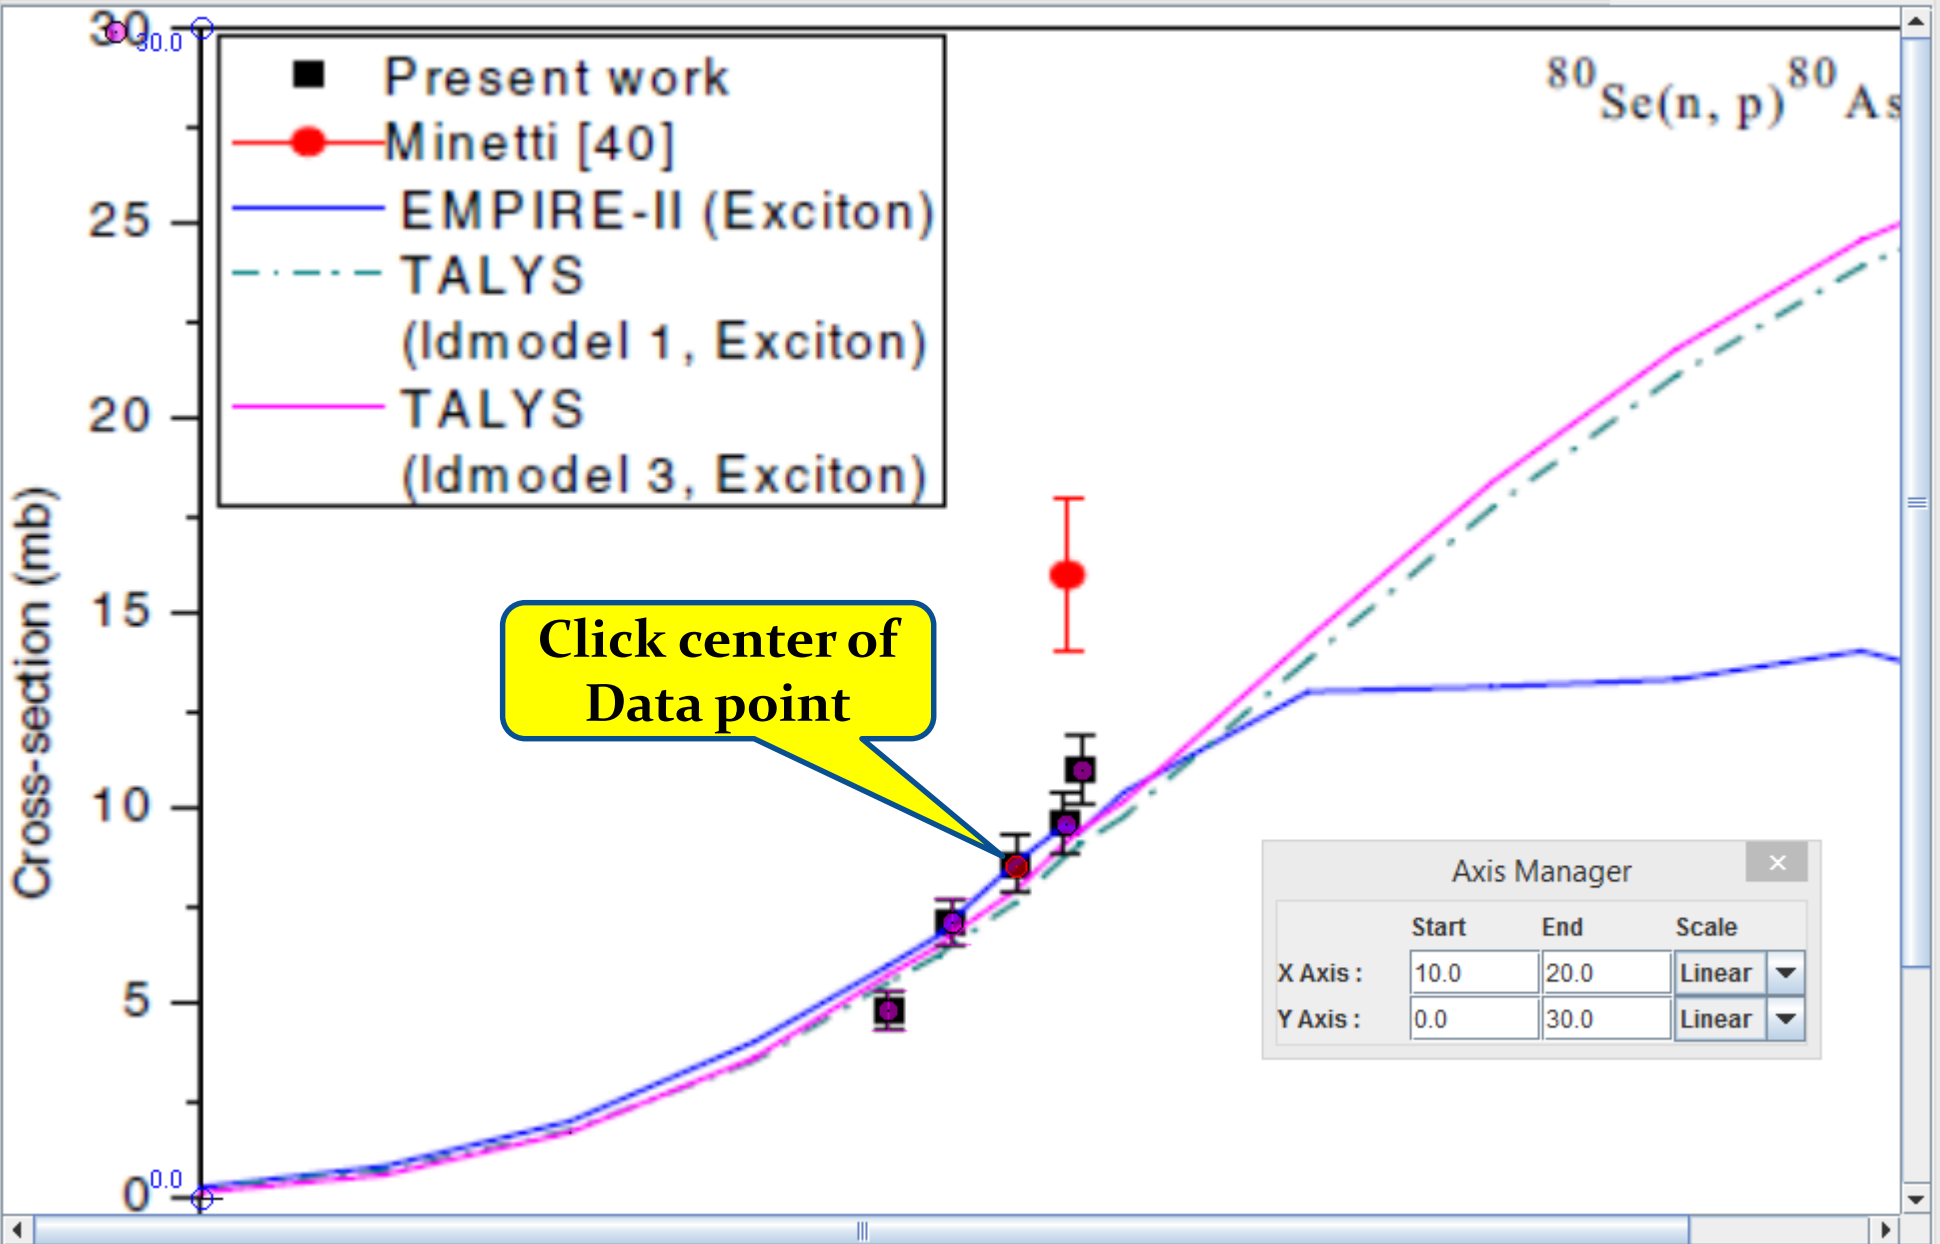 30
30.0
Present work
Minetti [40]
EMPIRE-II (Exciton)
TALYS
(ldmodel 1, Exciton)
TALYS
(ldmodel 3, Exciton)
80Se(n, p)80As
25
20
15
10
5
0
0.0
Cross-section (mb)
Click center of
Data point
Axis Manager
Start End Scale
X Axis : 10.0 20.0 Linear
Y Axis : 0.0 30.0 Linear